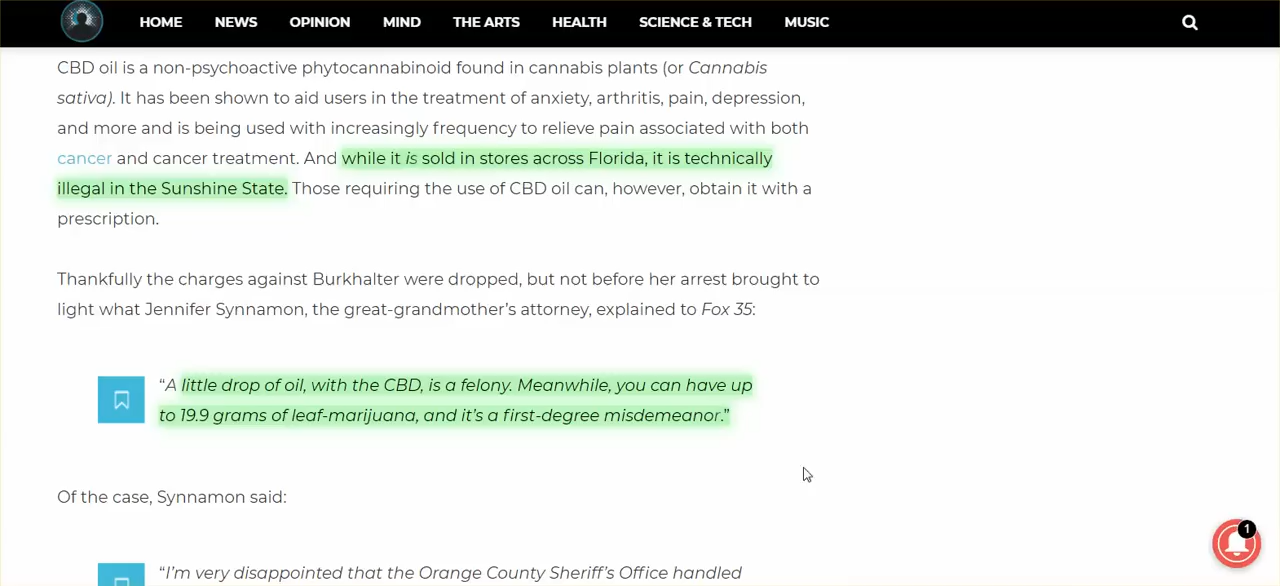 HOME NEWS OPINION MIND THE ARTS HEALTH SCIENCE & TECH MUSIC
CBD oil is a non-psychoactive phytocannabinoid found in cannabis plants (or Cannabis
sativa). It has been shown to aid users in the treatment of anxiety, arthritis, pain, depression,
and more and is being used with increasingly frequency to relieve pain associated with both
cancer and cancer treatment. And while it is sold in stores across Florida, it is technically
illegal in the Sunshine State. Those requiring the use of CBD oil can, however, obtain it with a
prescription.
Thankfully the charges against Burkhalter were dropped, but not before her arrest brought to
light what Jennifer Synnamon, the great-grandmother’s attorney, explained to Fox 35:
“A little drop of oil, with the CBD, is a felony. Meanwhile, you can have up
to 19.9 grams of leaf-marijuana, and it’s a first-degree misdemeanor.”
Of the case, Synnamon said:
1
“I’m very disappointed that the Orange County Sheriff’s Office handled